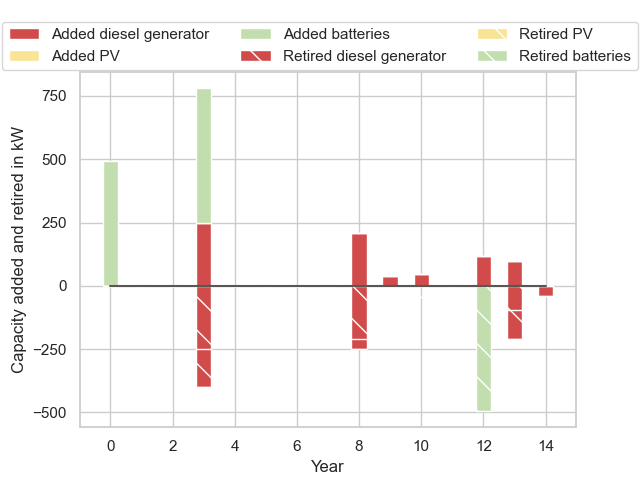 Added diesel generator Added batteries Retired PV
Added PV Retired diesel generator Retired batteries
Capacity added and retired in kW
750
500
250
0
−250
−500
0 2 4 6 8 10 12 14
Year